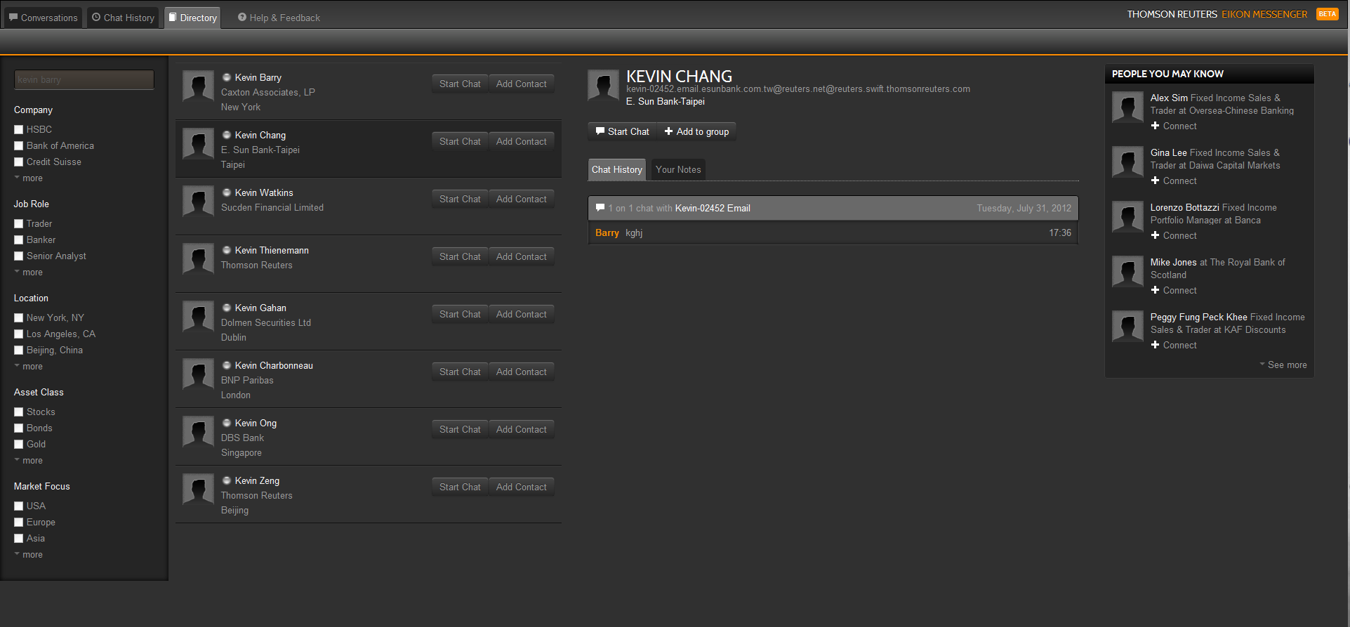 Conversations
Chat History
Directory
Help & Feedback
THOMSON REUTERS EIKON MESSENGER BETA
kevin barry
Company
HSBC
Bank of America
Credit Suisse
more
Job Role
Trader
Banker
Senior Analyst
more
Location
New York, NY
Los Angeles, CA
Beijing, China
more
Asset Class
Stocks
Bonds
Gold
more
Market Focus
USA
Europe
Asia
more
Kevin Barry
Caxton Associates, LP
New York
Start Chat Add Contact
Kevin Chang
E. Sun Bank-Taipei
Taipei
Start Chat Add Contact
Kevin Watkins
Sucden Financial Limited
Start Chat Add Contact
Kevin Thienemann
Thomson Reuters
Start Chat Add Contact
Kevin Gahan
Dolmen Securities Ltd
Dublin
Start Chat Add Contact
Kevin Charbonneau
BNP Paribas
London
Start Chat Add Contact
Kevin Ong
DBS Bank
Singapore
Start Chat Add Contact
Kevin Zeng
Thomson Reuters
Beijing
Start Chat Add Contact
KEVIN CHANG
kevin-02452.email.esunbank.com.tw@reuters.net@reuters.swift.thomsonreuters.com
E. Sun Bank-Taipei
Start Chat Add to group
Chat History Your Notes
1 on 1 chat with Kevin-02452 Email Tuesday, July 31, 2012
Barry kghj 17:36
PEOPLE YOU MAY KNOW
Alex Sim Fixed Income Sales &
Trader at Oversea-Chinese Banking
Connect
Gina Lee Fixed Income Sales &
Trader at Daiwa Capital Markets
Connect
Lorenzo Bottazzi Fixed Income
Portfolio Manager at Banca
Connect
Mike Jones at The Royal Bank of
Scotland
Connect
Peggy Fung Peck Khee Fixed Income
Sales & Trader at KAF Discounts
Connect
See more